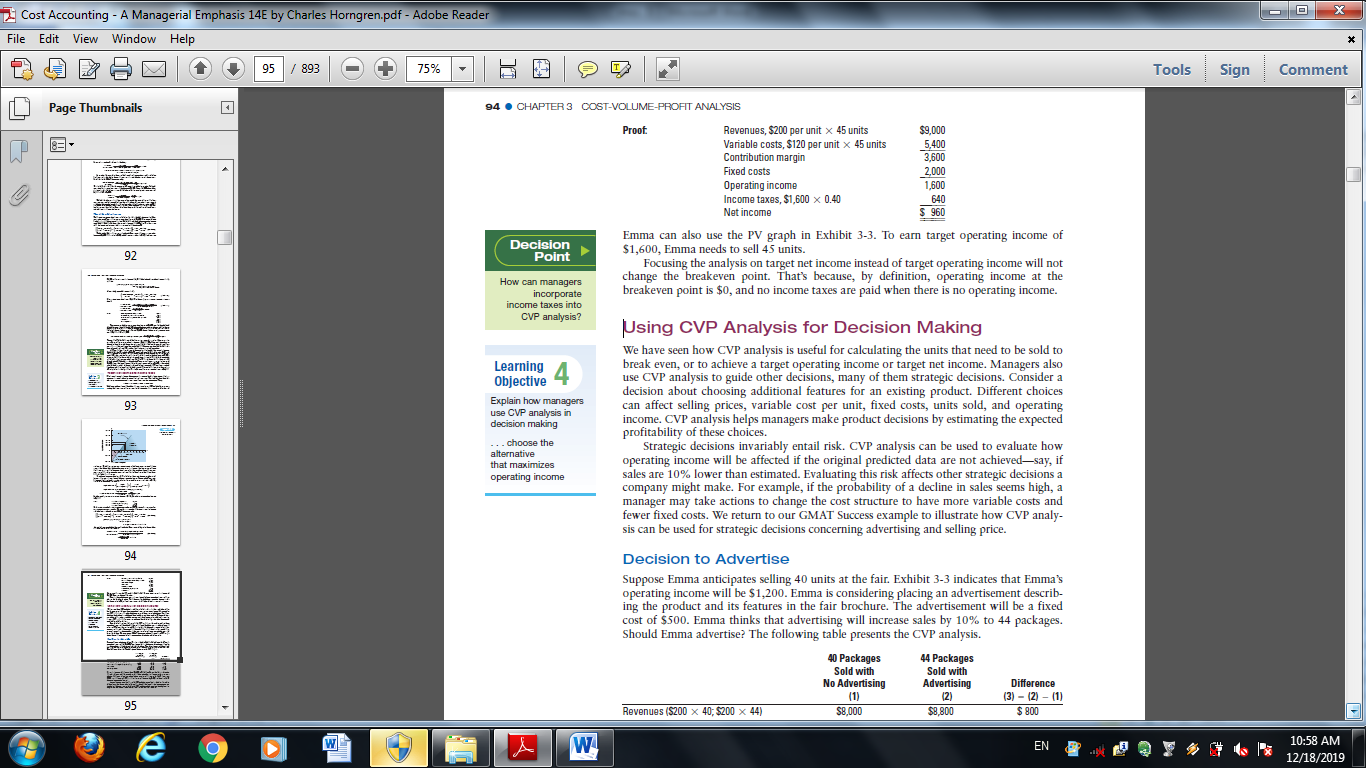 Cost Accounting - A Managerial Emphasis 14E by Charles Horngren.pdf - Adobe Reader
File Edit View Window Help
95 / 893 75% Tools Sign Comment
Page Thumbnails
92
93
94
95
94 ● CHAPTER 3 COST-VOLUME-PROFIT ANALYSIS
Proof: Revenues, $200 per unit × 45 units $9,000
Variable costs, $120 per unit × 45 units 5,400
Contribution margin 3,600
Fixed costs 2,000
Operating income 1,600
Income taxes, $1,600 × 0.40 640
Net income $ 960
Decision
Point
How can managers
incorporate
income taxes into
CVP analysis?
Emma can also use the PV graph in Exhibit 3-3. To earn target operating income of
$1,600, Emma needs to sell 45 units.
Focusing the analysis on target net income instead of target operating income will not
change the breakeven point. That's because, by definition, operating income at the
breakeven point is $0, and no income taxes are paid when there is no operating income.
Using CVP Analysis for Decision Making
Learning
Objective 4
Explain how managers
use CVP analysis in
decision making
. . . choose the
alternative
that maximizes
operating income
We have seen how CVP analysis is useful for calculating the units that need to be sold to
break even, or to achieve a target operating income or target net income. Managers also
use CVP analysis to guide other decisions, many of them strategic decisions. Consider a
decision about choosing additional features for an existing product. Different choices
can affect selling prices, variable cost per unit, fixed costs, units sold, and operating
income. CVP analysis helps managers make product decisions by estimating the expected
profitability of these choices.
Strategic decisions invariably entail risk. CVP analysis can be used to evaluate how
operating income will be affected if the original predicted data are not achieved—say, if
sales are 10% lower than estimated. Evaluating this risk affects other strategic decisions a
company might make. For example, if the probability of a decline in sales seems high, a
manager may take actions to change the cost structure to have more variable costs and
fewer fixed costs. We return to our GMAT Success example to illustrate how CVP analy-
sis can be used for strategic decisions concerning advertising and selling price.
Decision to Advertise
Suppose Emma anticipates selling 40 units at the fair. Exhibit 3-3 indicates that Emma's
operating income will be $1,200. Emma is considering placing an advertisement describ-
ing the product and its features in the fair brochure. The advertisement will be a fixed
cost of $500. Emma thinks that advertising will increase sales by 10% to 44 packages.
Should Emma advertise? The following table presents the CVP analysis.
40 Packages 44 Packages
Sold with Sold with
No Advertising Advertising Difference
(1) (2) (3) = (2) – (1)
Revenues ($200 × 40; $200 × 44) $8,000 $8,800 $ 800
EN 10:58 AM
12/18/2019